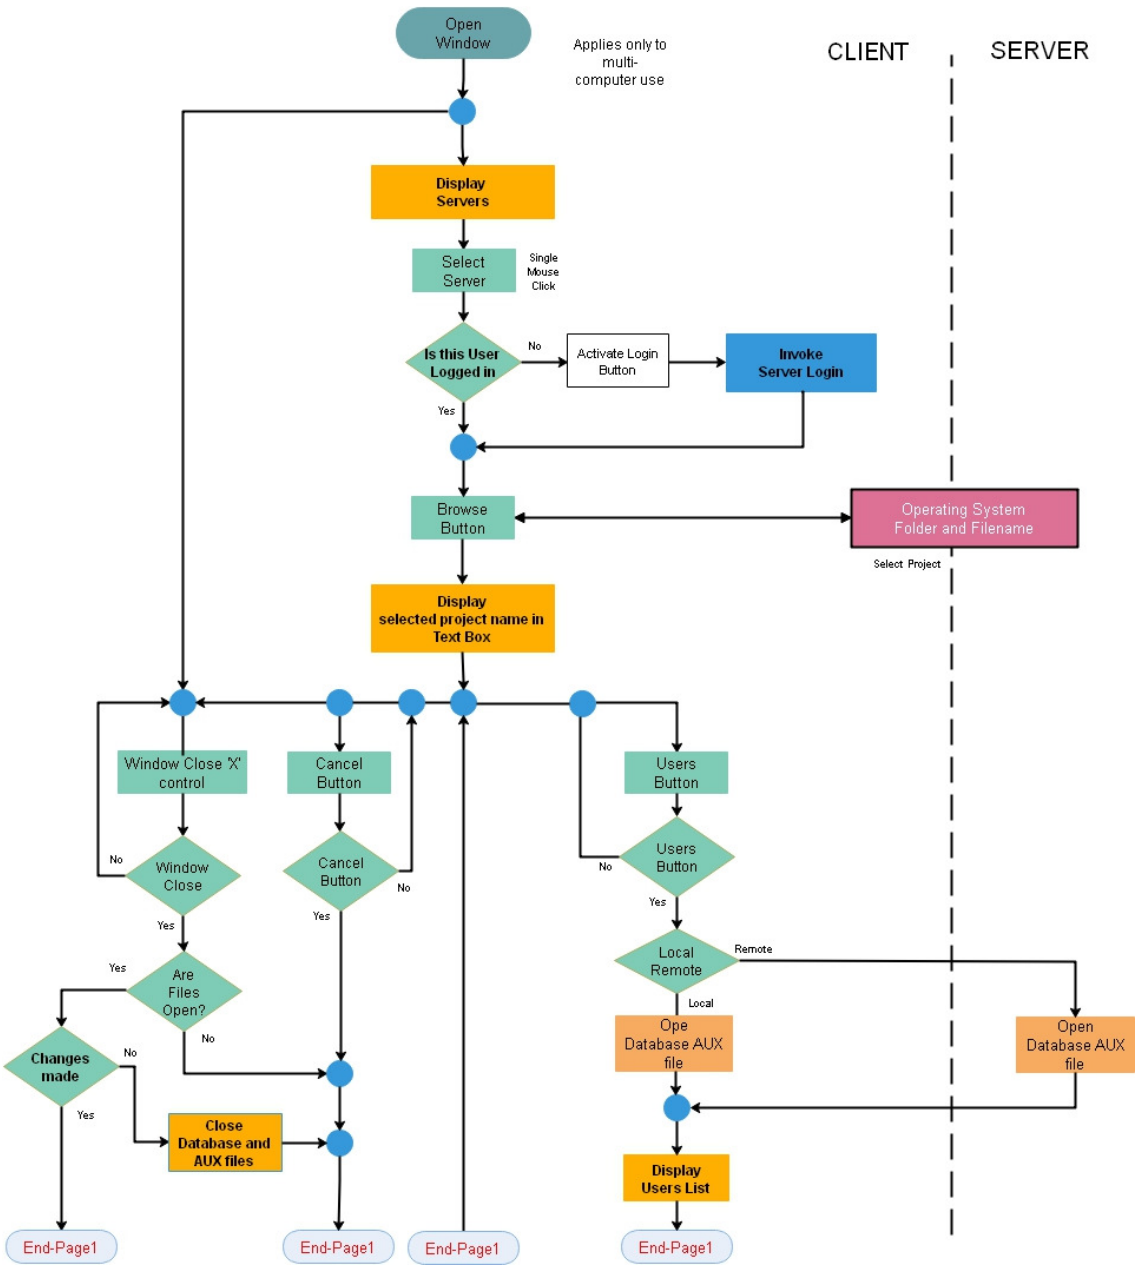 Open
Window
Applies only to
multi-
computer use
CLIENT
SERVER
Display
Servers
Select
Server
Single
Mouse
Click
Is this User
Logged in
No
Activate Login
Button
Invoke
Server Login
Yes
Browse
Button
Operating System
Folder and Filename
Select Project
Display
selected project name in
Text Box
Window Close 'X'
control
Cancel
Button
Users
Button
No
Window
Close
Cancel
Button
No
Users
Button
No
Yes
Yes
Yes
Local
Remote
Remote
Yes
Are
Files
Open?
Local
No
Ope
Database AUX
file
Open
Database AUX
file
Changes
made
No
Yes
Close
Database and
AUX files
Display
Users List
End-Page1
End-Page1
End-Page1
End-Page1